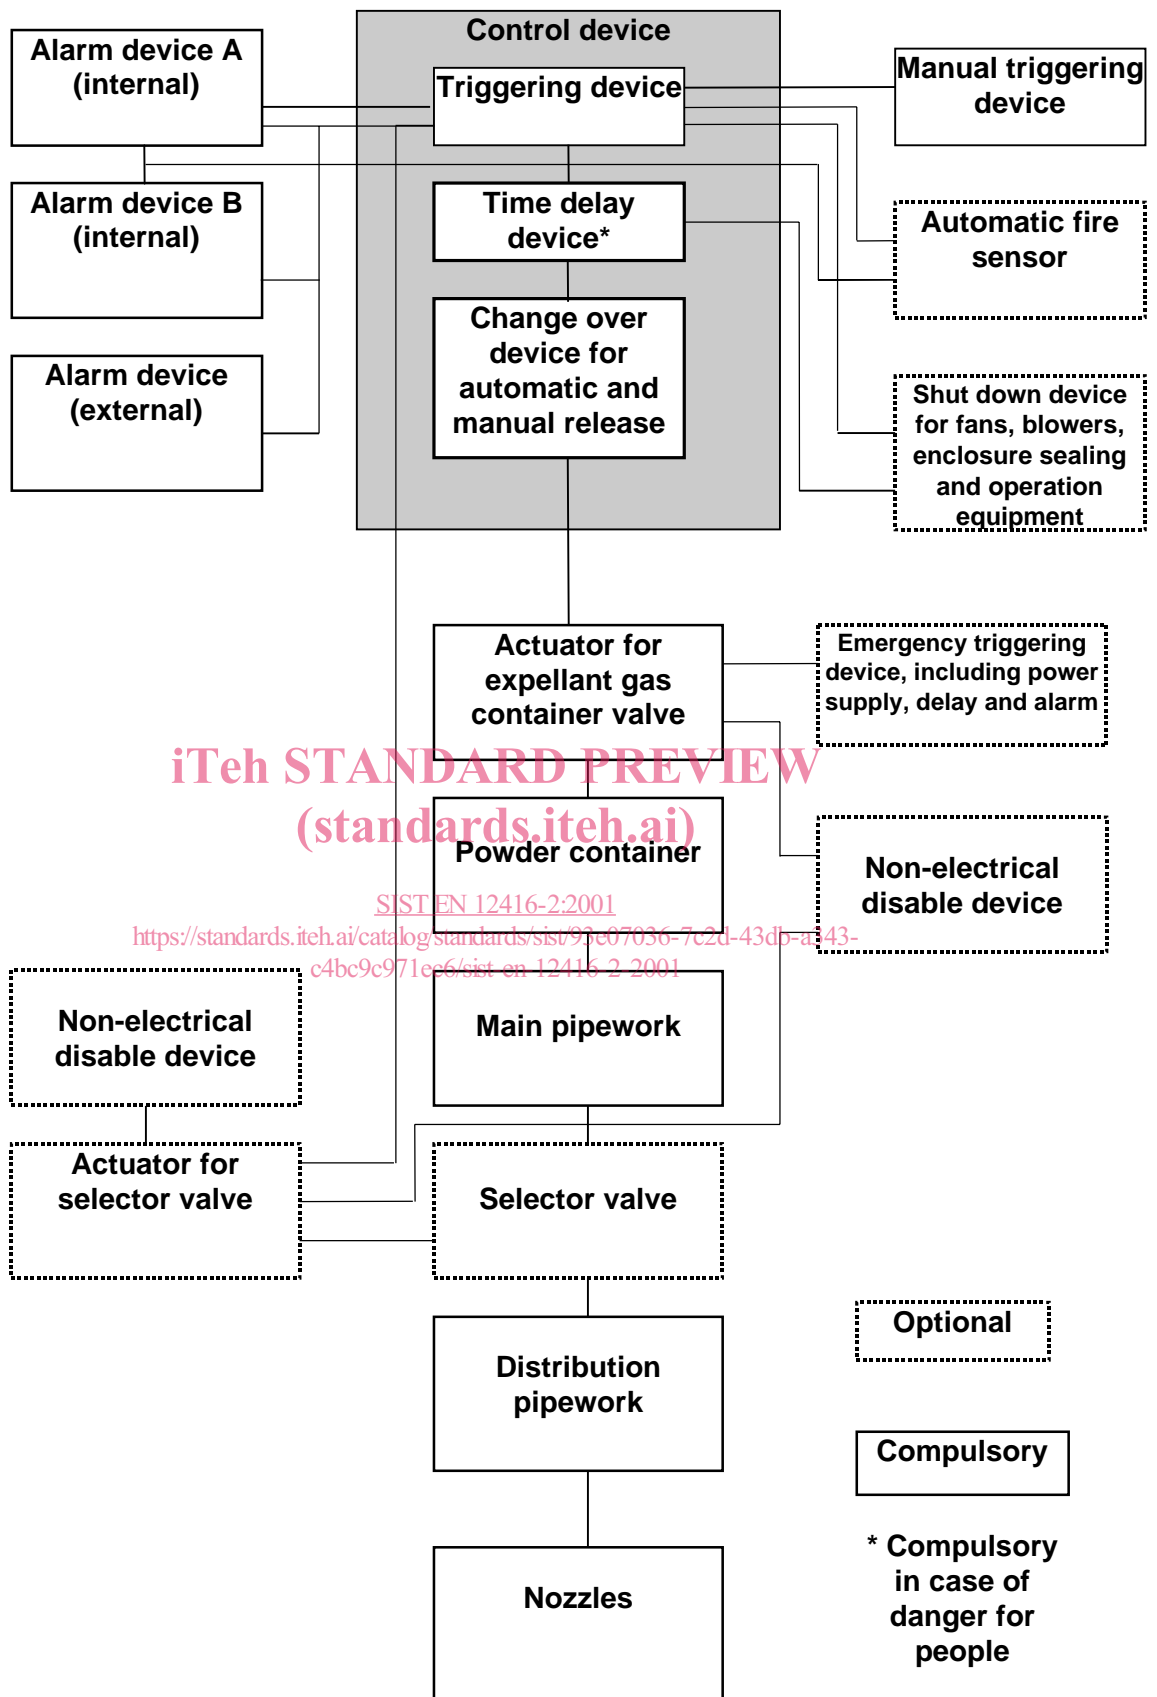 Control device
Alarm device A
(internal)
Triggering device
Manual triggering
device
Alarm device B
(internal)
Time delay
device*
Automatic fire
sensor
Change over
device for
automatic and
manual release
Alarm device
(external)
Shut down device
for fans, blowers,
enclosure sealing
and operation
equipment
Actuator for
expellant gas
container valve
Emergency triggering
device, including power
supply, delay and alarm
iTeh STANDARD PREVIEW
(standards.iteh.ai)
Powder container
Non-electrical
disable device
SIST EN 12416-2:2001
https://standards.iteh.ai/catalog/standards/sist/93e07036-7c2d-43db-a343-
c4bc9c971ec6/sist-en-12416-2-2001
Non-electrical
disable device
Main pipework
Actuator for
selector valve
Selector valve
Optional
Distribution
pipework
Compulsory
* Compulsory
in case of
danger for
people
Nozzles